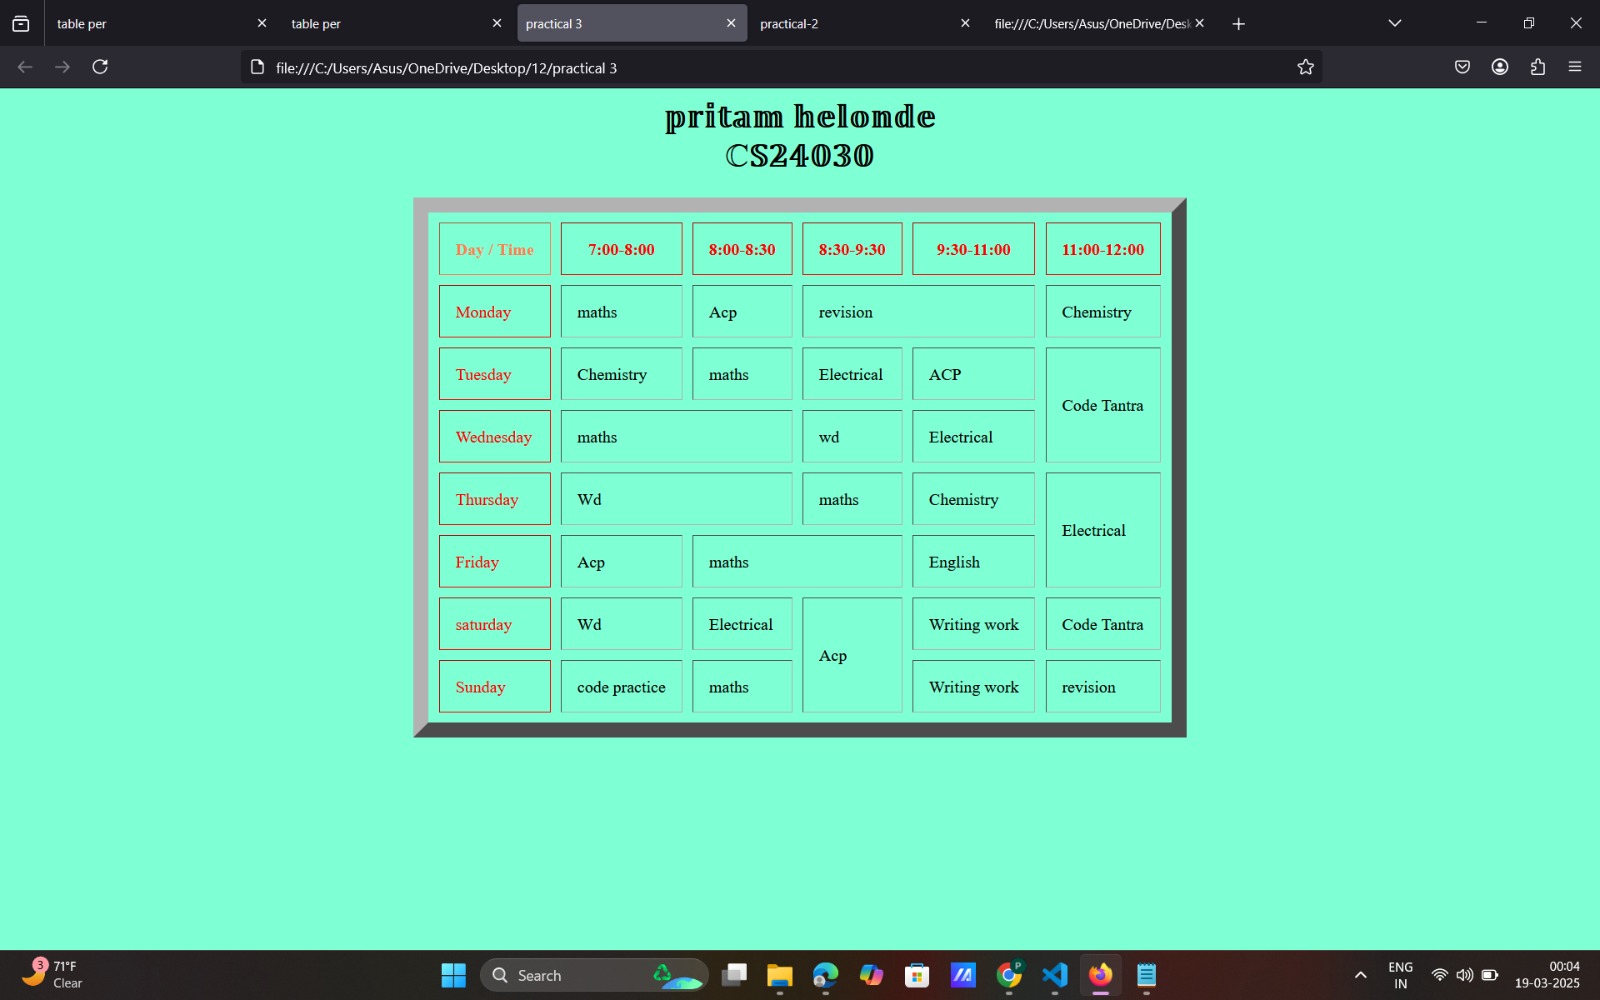 table per
table per
practical 3
practical-2
file:///C:/Users/Asus/OneDrive/Desk
file:///C:/Users/Asus/OneDrive/Desktop/12/practical 3
pritam helonde
CS24030
Day / Time 7:00-8:00 8:00-8:30 8:30-9:30 9:30-11:00 11:00-12:00
Monday maths Acp revision Chemistry
Tuesday Chemistry maths Electrical ACP
Code Tantra
Wednesday maths wd Electrical
Thursday Wd maths Chemistry
Electrical
Friday Acp maths English
saturday Wd Electrical Writing work Code Tantra
Acp
Sunday code practice maths Writing work revision
3
71°F
Clear
Search
P
ENG
IN
00:04
19-03-2025